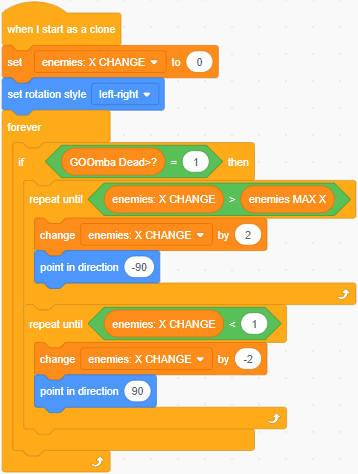 when I start as a clone
set enemies: X CHANGE to 0
set rotation style left-right
forever
if GOOmba Dead>? = 1 then
repeat until enemies: X CHANGE > enemies MAX X
change enemies: X CHANGE by 2
point in direction -90
repeat until enemies: X CHANGE < 1
change enemies: X CHANGE by -2
point in direction 90